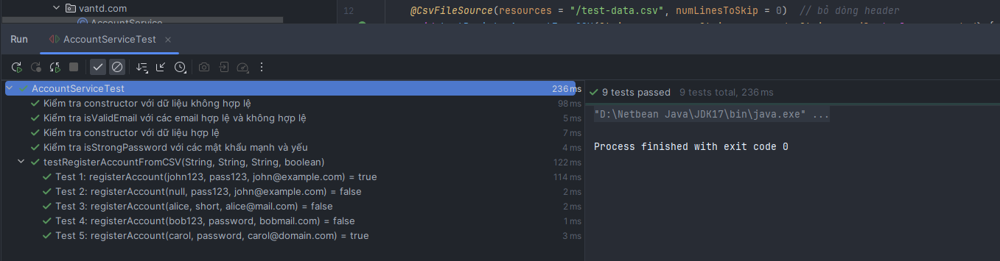 vantd.com
AccountService
12 @CsvFileSource(resources = "/test-data.csv", numLinesToSkip = 0) // bỏ dòng header
Run AccountServiceTest
AccountServiceTest 236 ms
Kiểm tra constructor với dữ liệu không hợp lệ 98 ms
Kiểm tra isValidEmail với các email hợp lệ và không hợp lệ 5 ms
Kiểm tra constructor với dữ liệu hợp lệ 7 ms
Kiểm tra isStrongPassword với các mật khẩu mạnh và yếu 4 ms
testRegisterAccountFromCSV(String, String, String, boolean) 122 ms
Test 1: registerAccount(john123, pass123, john@example.com) = true 114 ms
Test 2: registerAccount(null, pass123, john@example.com) = false 2 ms
Test 3: registerAccount(alice, short, alice@mail.com) = false 2 ms
Test 4: registerAccount(bob123, password, bobmail.com) = false 1 ms
Test 5: registerAccount(carol, password, carol@domain.com) = true 3 ms
9 tests passed 9 tests total, 236 ms
"D:\Netbean Java\JDK17\bin\java.exe" ...
Process finished with exit code 0